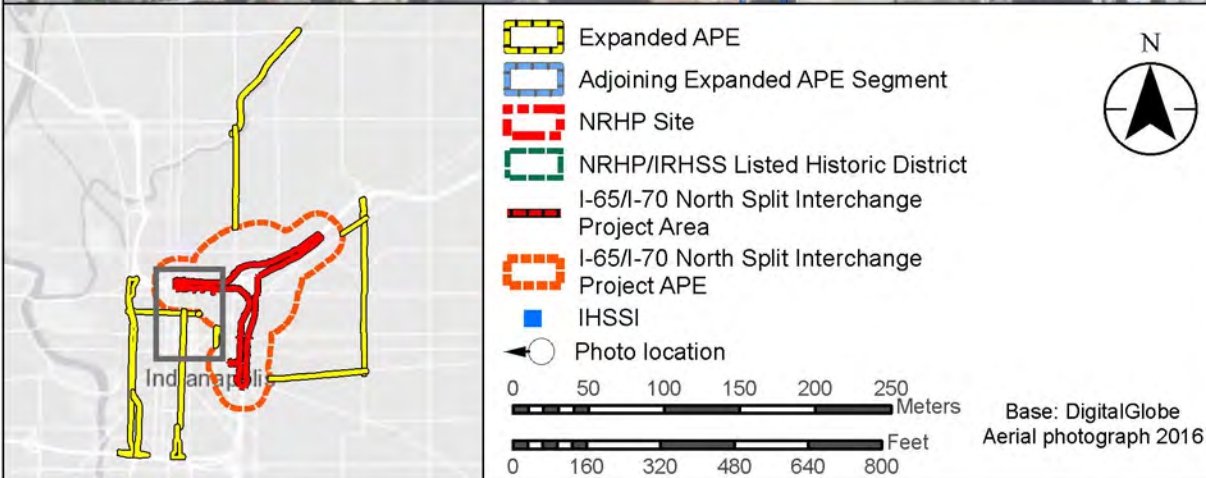 Indianapolis
Expanded APE
Adjoining Expanded APE Segment
NRHP Site
NRHP/IRHSS Listed Historic District
I-65/I-70 North Split Interchange
Project Area
I-65/I-70 North Split Interchange
Project APE
IHSSI
Photo location
0 50 100 150 200 250
Meters
Feet
0 160 320 480 640 800
N
Base: DigitalGlobe
Aerial photograph 2016